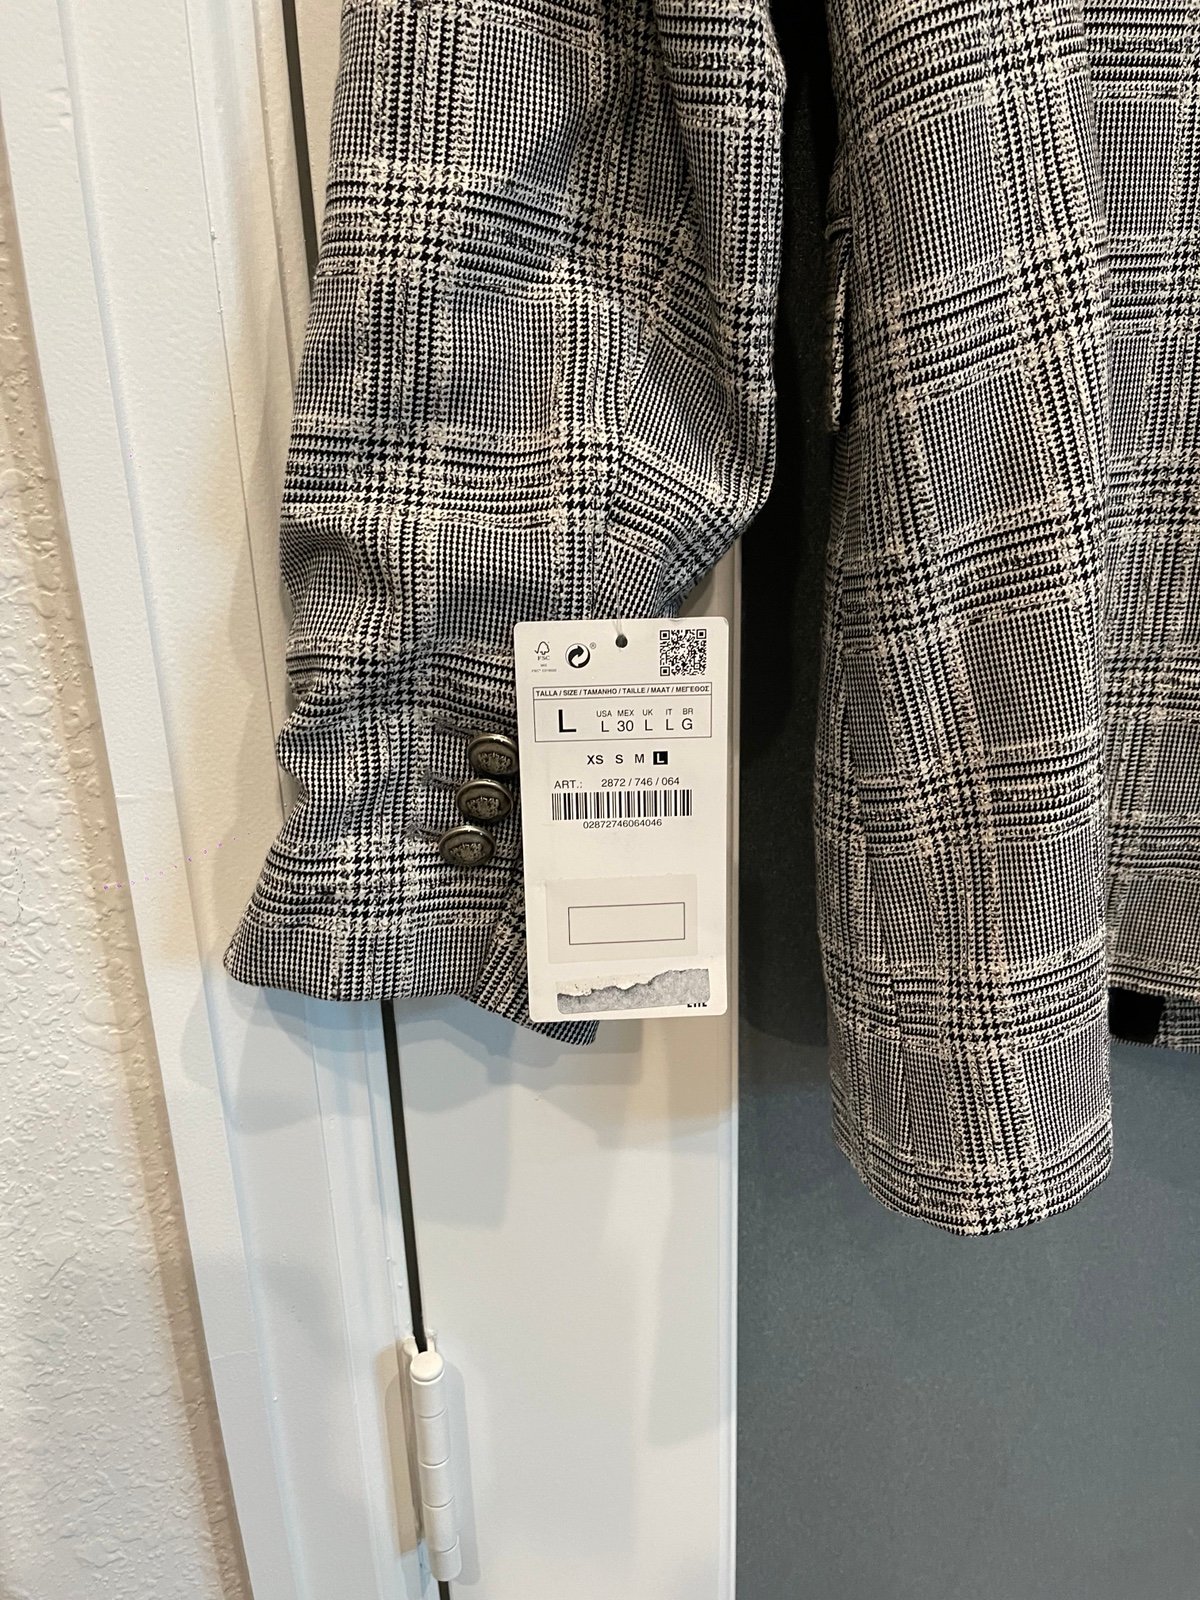 FSC
®
TALLA / SIZE / TAMANHO / TAILLE / MAAT / ΜΕΓΕΘΟΣ
L
USA MEX UK IT BR
L 30 L L G
XS S M L
ART.: 2872 / 746 / 064
02872746064046